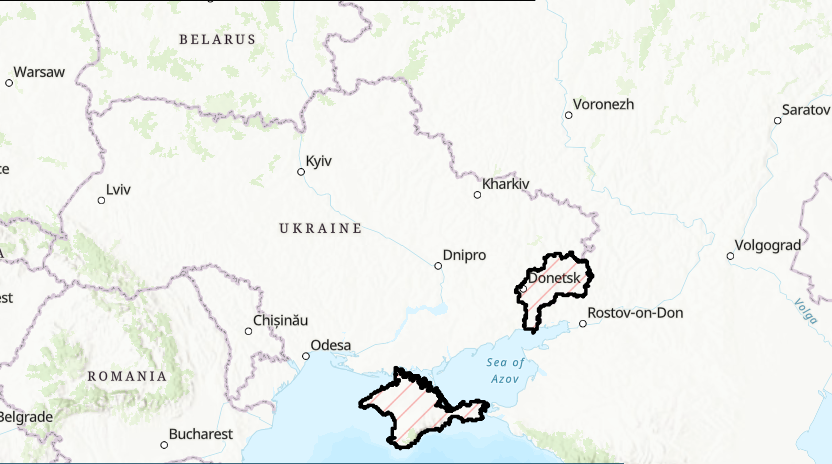 BELARUS
Warsaw
Voronezh
Saratov
Kyiv
Lviv
Kharkiv
UKRAINE
Dnipro
Volgograd
Donetsk
Volga
Rostov-on-Don
Chișinău
Odesa
Sea of
Azov
ROMANIA
Belgrade
Bucharest